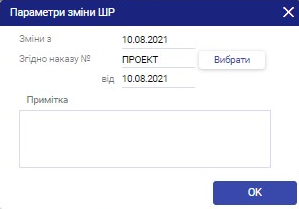 Параметри зміни ШР
Зміни з 10.08.2021
Згідно наказу № ПРОЕКТ Вибрати
від 10.08.2021
Примітка
OK